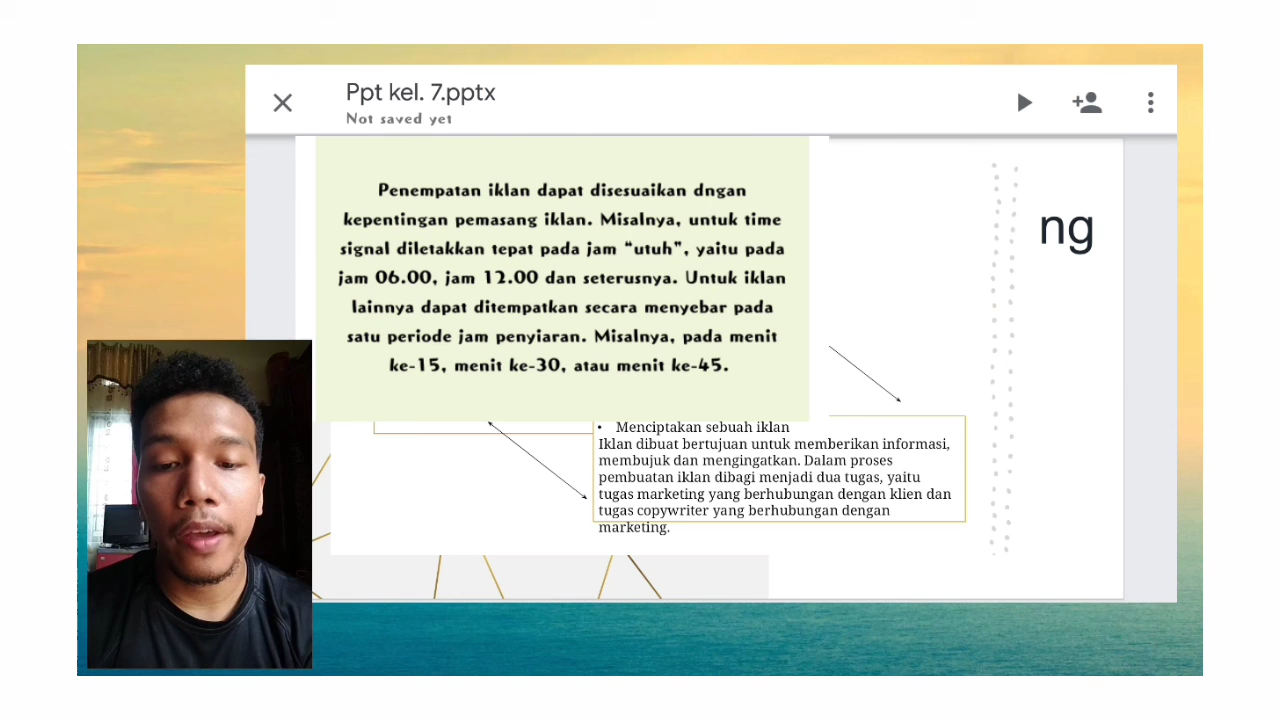 Ppt kel. 7.pptx
Not saved yet
Penempatan iklan dapat disesuaikan dngan
kepentingan pemasang iklan. Misalnya, untuk time
signal diletakkan tepat pada jam “utuh”, yaitu pada
jam 06.00, jam 12.00 dan seterusnya. Untuk iklan
lainnya dapat ditempatkan secara menyebar pada
satu periode jam penyiaran. Misalnya, pada menit
ke-15, menit ke-30, atau menit ke-45.
ng
• Menciptakan sebuah iklan
Iklan dibuat bertujuan untuk memberikan informasi,
membujuk dan mengingatkan. Dalam proses
pembuatan iklan dibagi menjadi dua tugas, yaitu
tugas marketing yang berhubungan dengan klien dan
tugas copywriter yang berhubungan dengan
marketing.